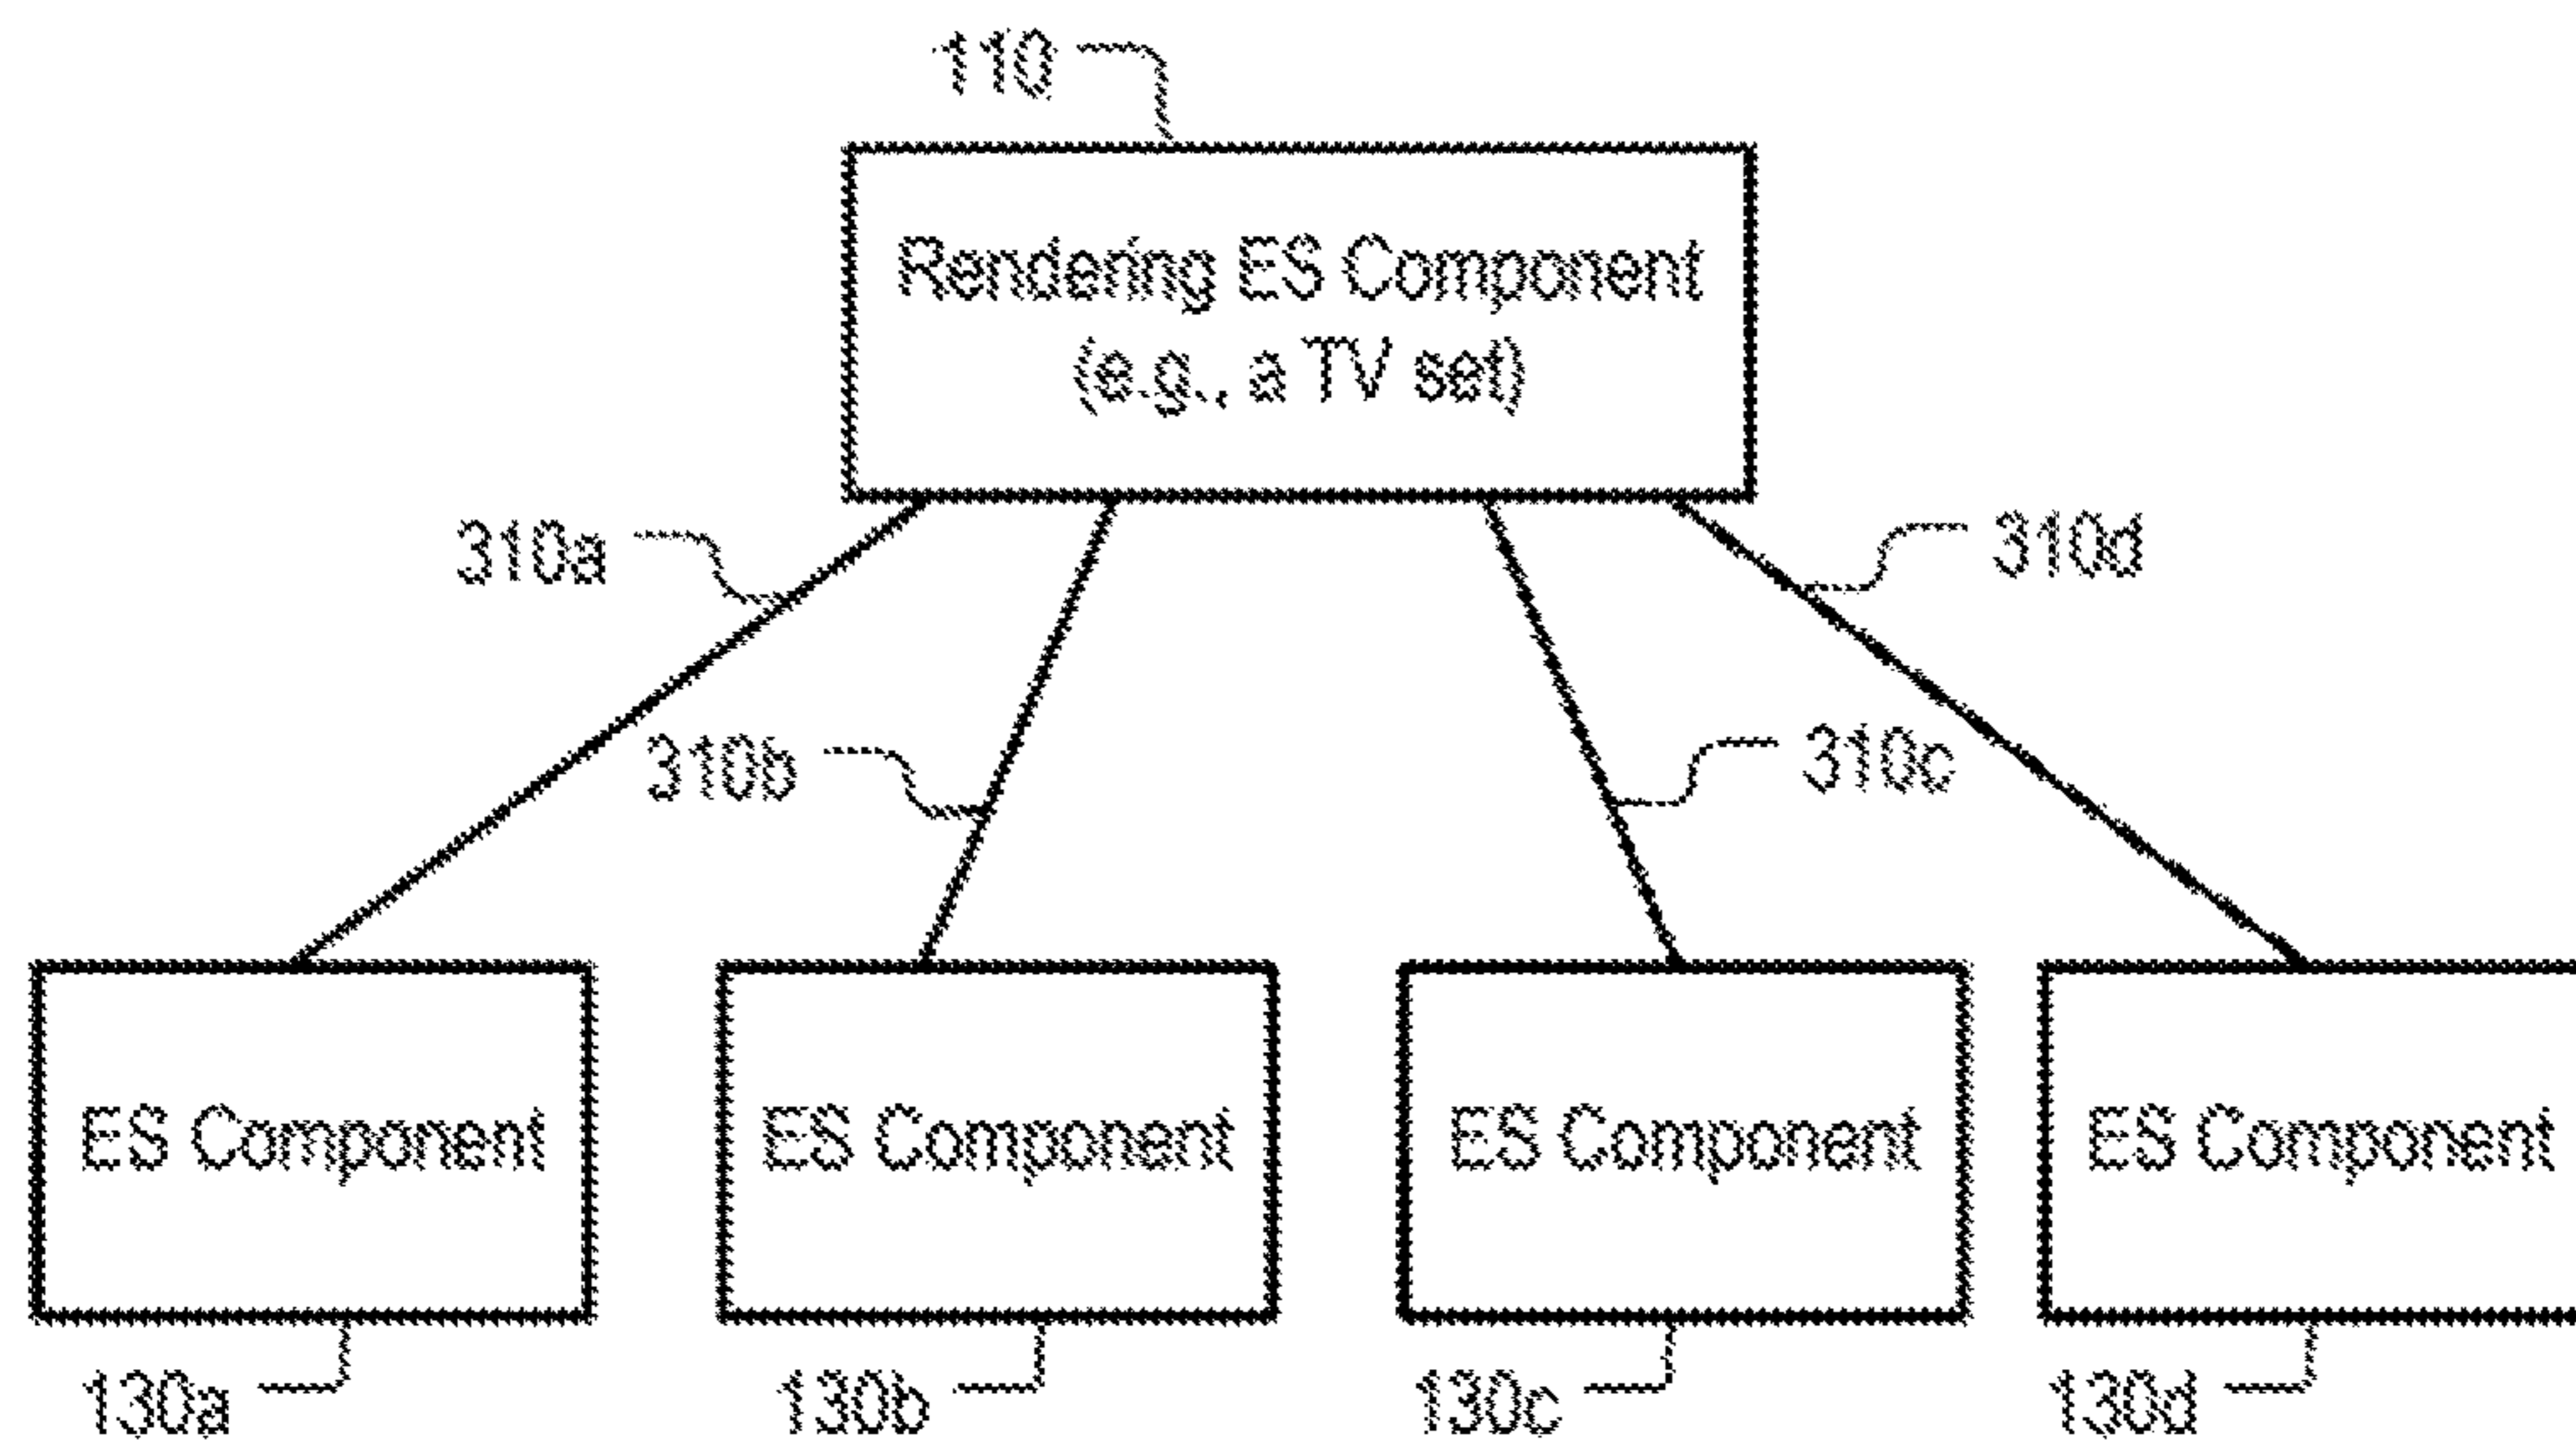 110
Rendering ES Component
(e.g., a TV set)
310a
310d
310b
310c
ES Component
ES Component
ES Component
ES Component
130a
130b
130c
130d